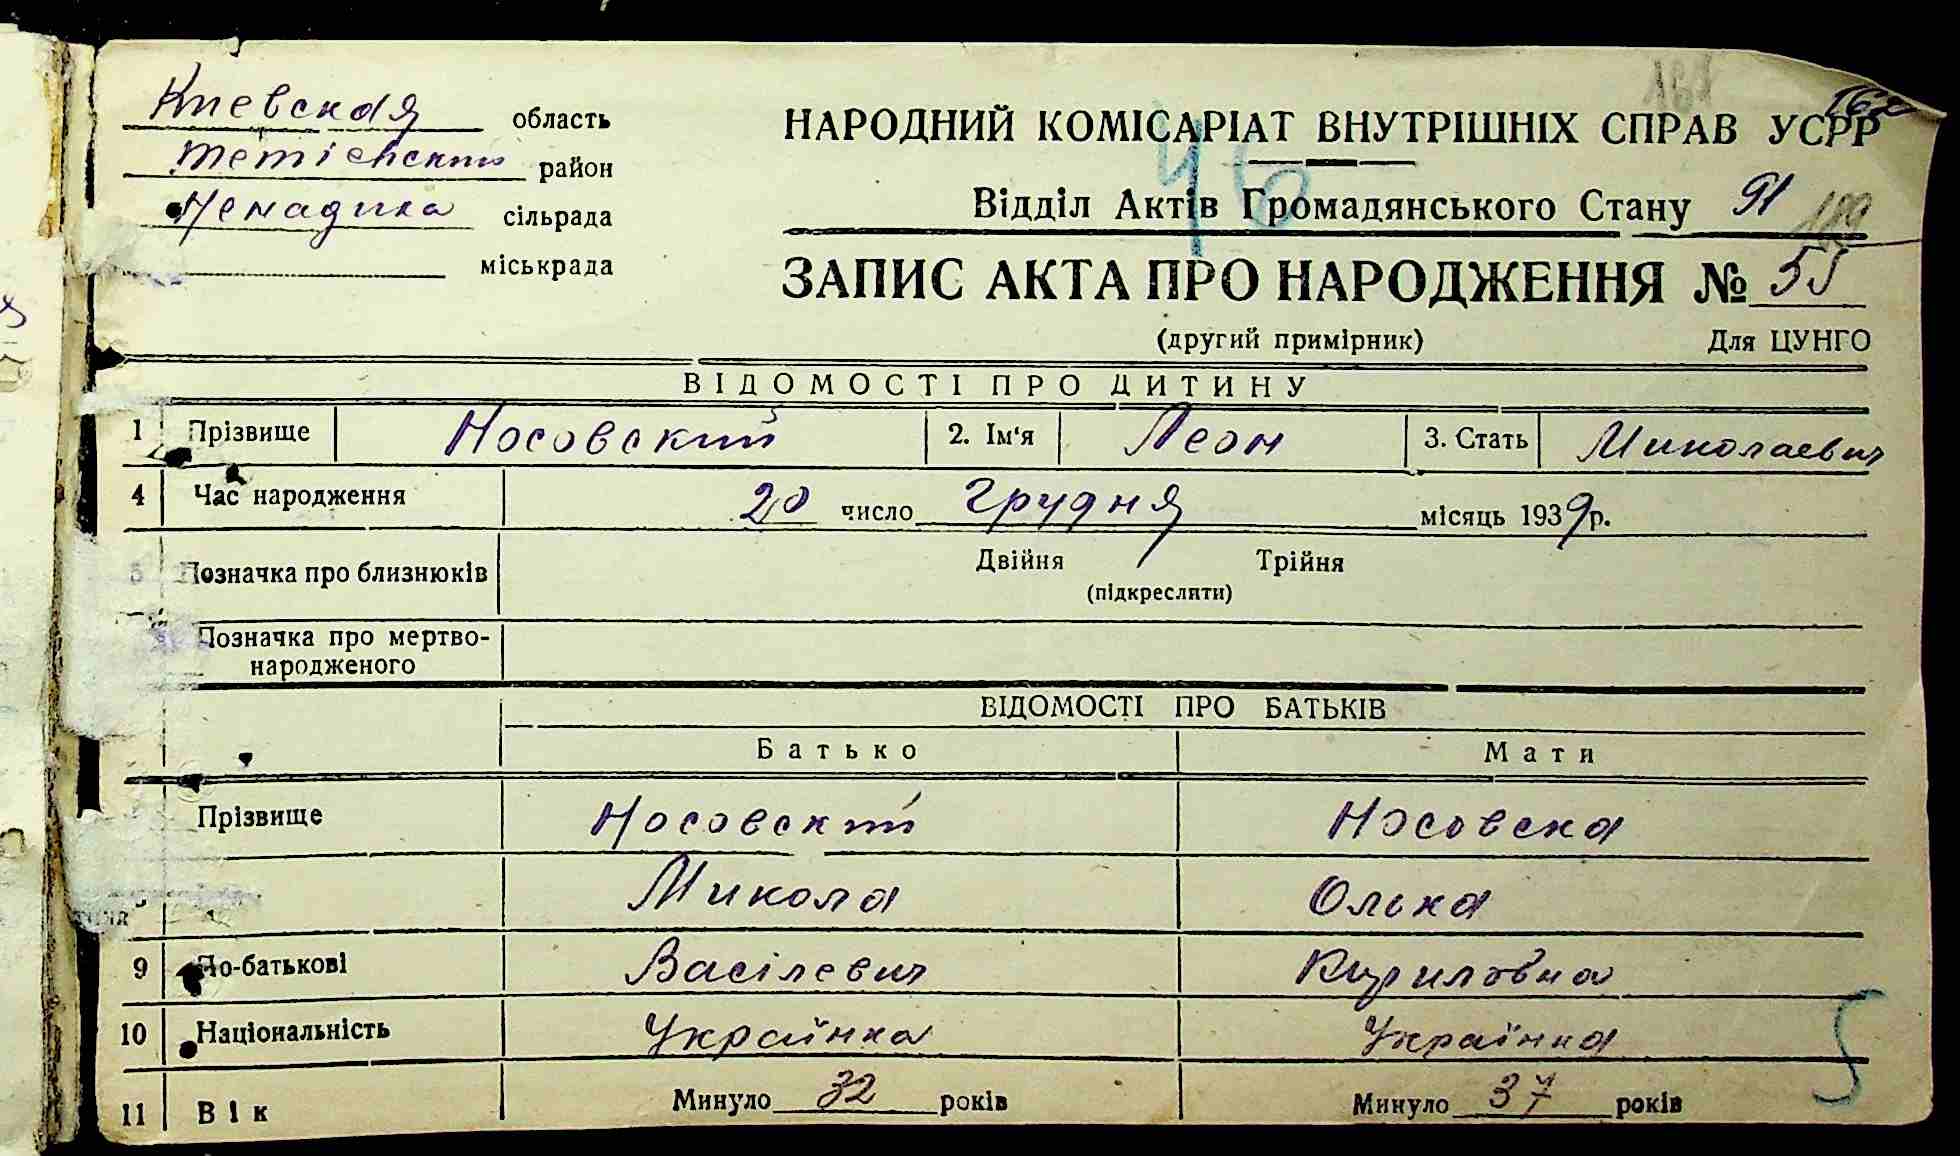 Киевская область
Тетіевский район
Ненадиха сільрада
міськрада
НАРОДНИЙ КОМІСАРІАТ ВНУТРІШНІХ СПРАВ УСРР
46
Відділ Актів Громадянського Стану 91
ЗАПИС АКТА ПРО НАРОДЖЕННЯ № 55
(другий примірник) Для ЦУНГО
ВІДОМОСТІ ПРО ДИТИНУ
1 Прізвище Носовский 2. Ім'я Леон 3. Стать Миколаевич
4 Час народження 20 число Грудня місяць 1939 р.
5 Позначка про близнюків Двійня Трійня
(підкреслити)
Позначка про мертво-
народженого
ВІДОМОСТІ ПРО БАТЬКІВ
Батько Мати
Прізвище Носовский Носовска
Микола Олька
9 По-батькові Васілевич Кириловна
10 Національність Українка Українка
11 Вік Минуло 32 років Минуло 37 років